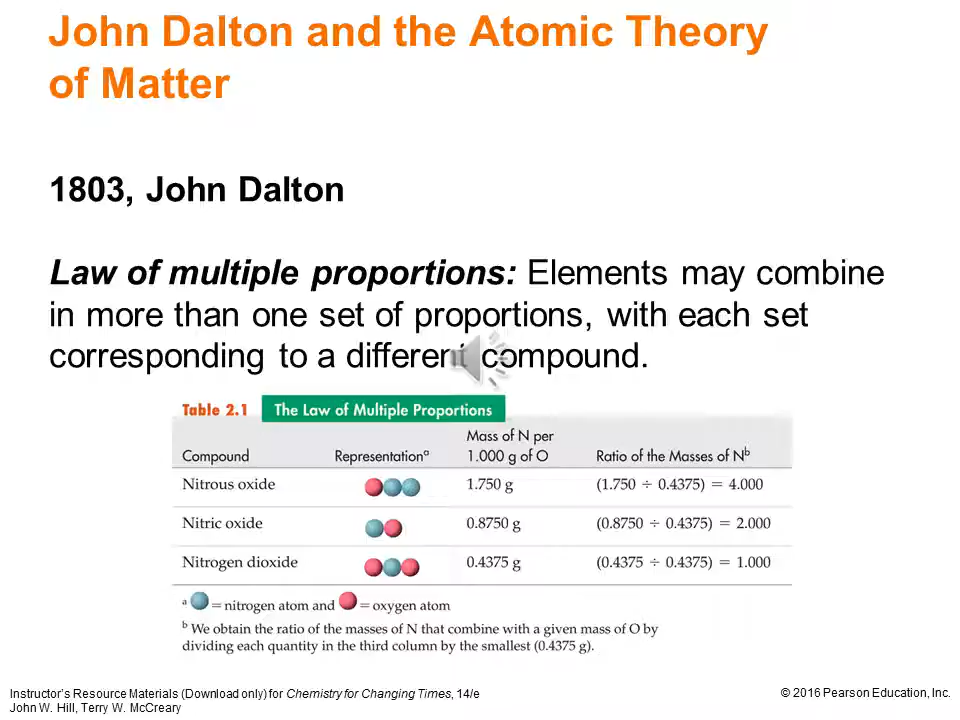 John Dalton and the Atomic Theory
of Matter
1803, John Dalton
Law of multiple proportions: Elements may combine
in more than one set of proportions, with each set
corresponding to a different compound.
Table 2.1 The Law of Multiple Proportions
Compound Representationᵃ Mass of N per 1.000 g of O Ratio of the Masses of Nᵇ
Nitrous oxide 1.750 g (1.750 ÷ 0.4375) = 4.000
Nitric oxide 0.8750 g (0.8750 ÷ 0.4375) = 2.000
Nitrogen dioxide 0.4375 g (0.4375 ÷ 0.4375) = 1.000
ᵃ = nitrogen atom and = oxygen atom
ᵇ We obtain the ratio of the masses of N that combine with a given mass of O by
dividing each quantity in the third column by the smallest (0.4375 g).
Instructor's Resource Materials (Download only) for Chemistry for Changing Times, 14/e
John W. Hill, Terry W. McCreary
© 2016 Pearson Education, Inc.